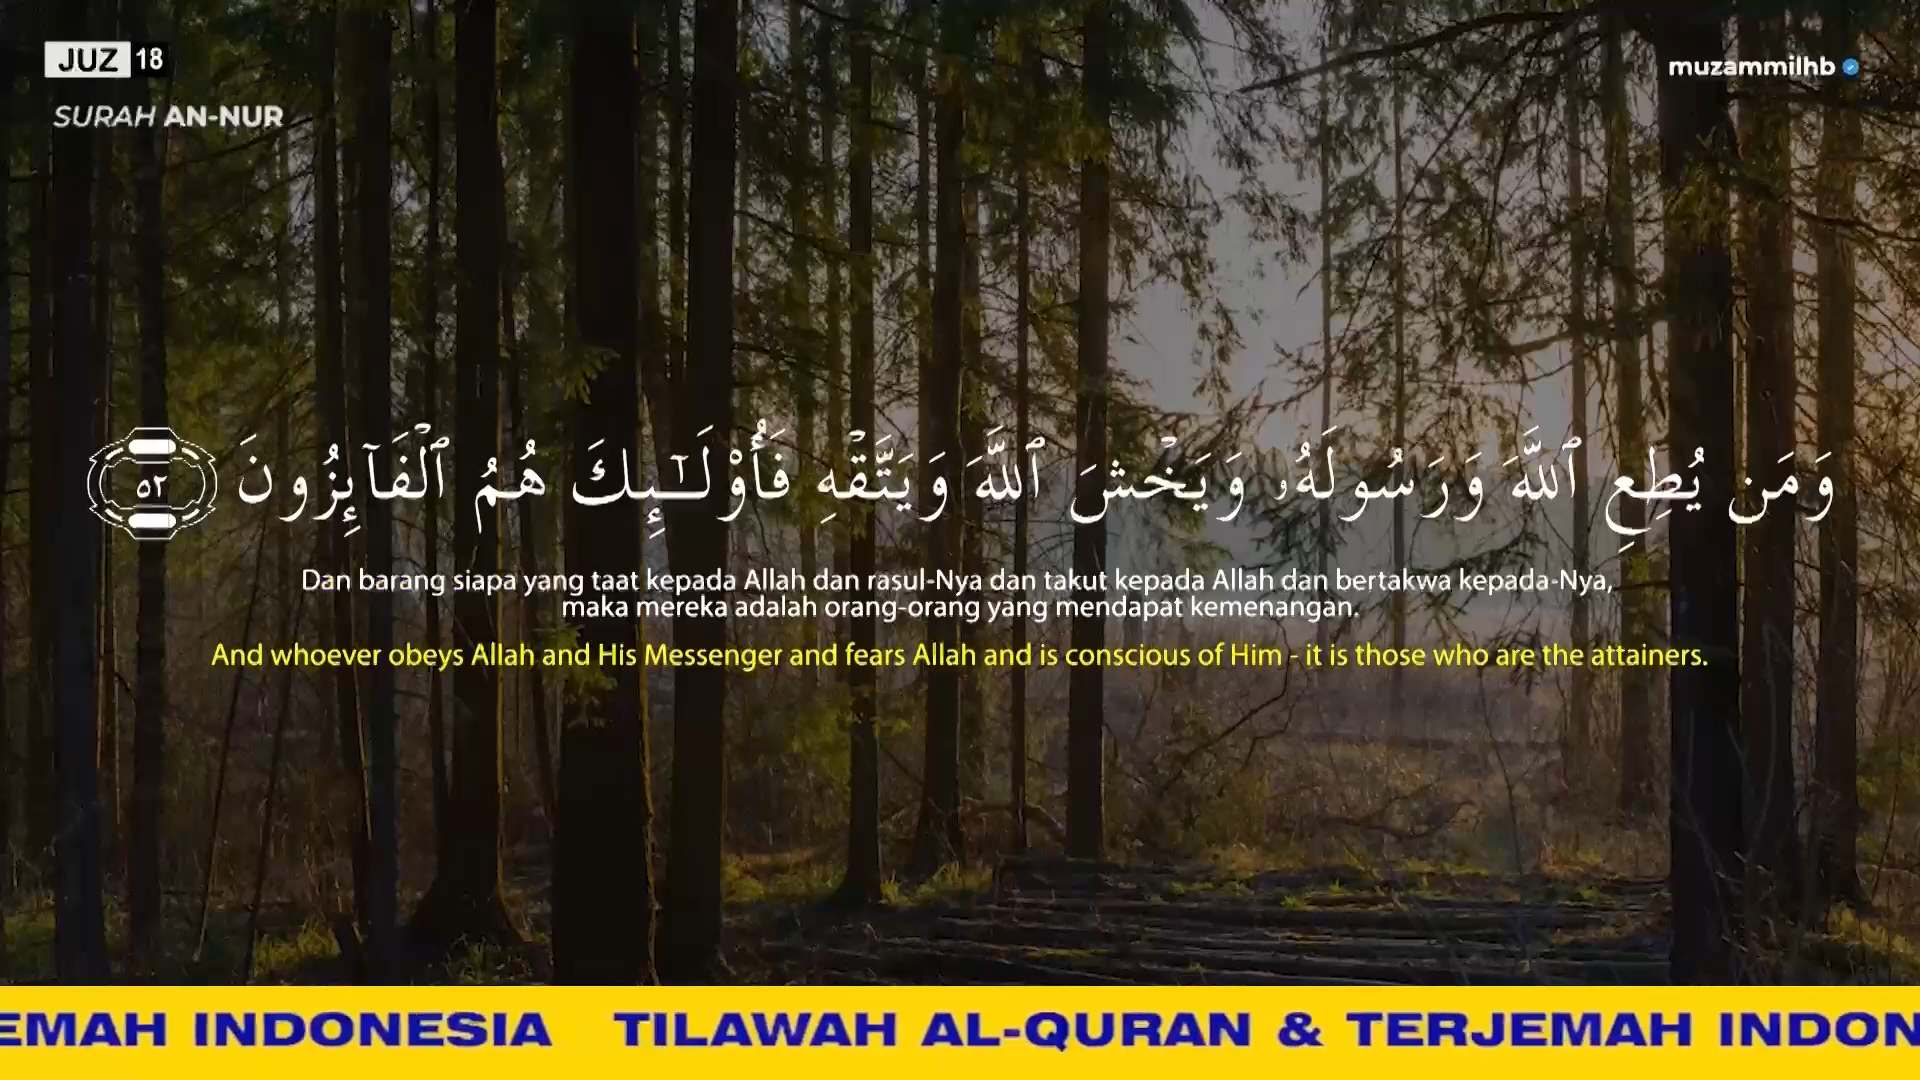 JUZ 18
muzammilhb
SURAH AN-NUR
وَمَن يُطِعِ ٱللَّهَ وَرَسُولَهُۥ وَيَخْشَ ٱللَّهَ وَيَتَّقْهِ فَأُو۟لَـٰٓئِكَ هُمُ ٱلْفَآئِزُونَ ٥٢
Dan barang siapa yang taat kepada Allah dan rasul-Nya dan takut kepada Allah dan bertakwa kepada-Nya,
maka mereka adalah orang-orang yang mendapat kemenangan.
And whoever obeys Allah and His Messenger and fears Allah and is conscious of Him - it is those who are the attainers.
EMAH INDONESIA TILAWAH AL-QURAN & TERJEMAH INDON